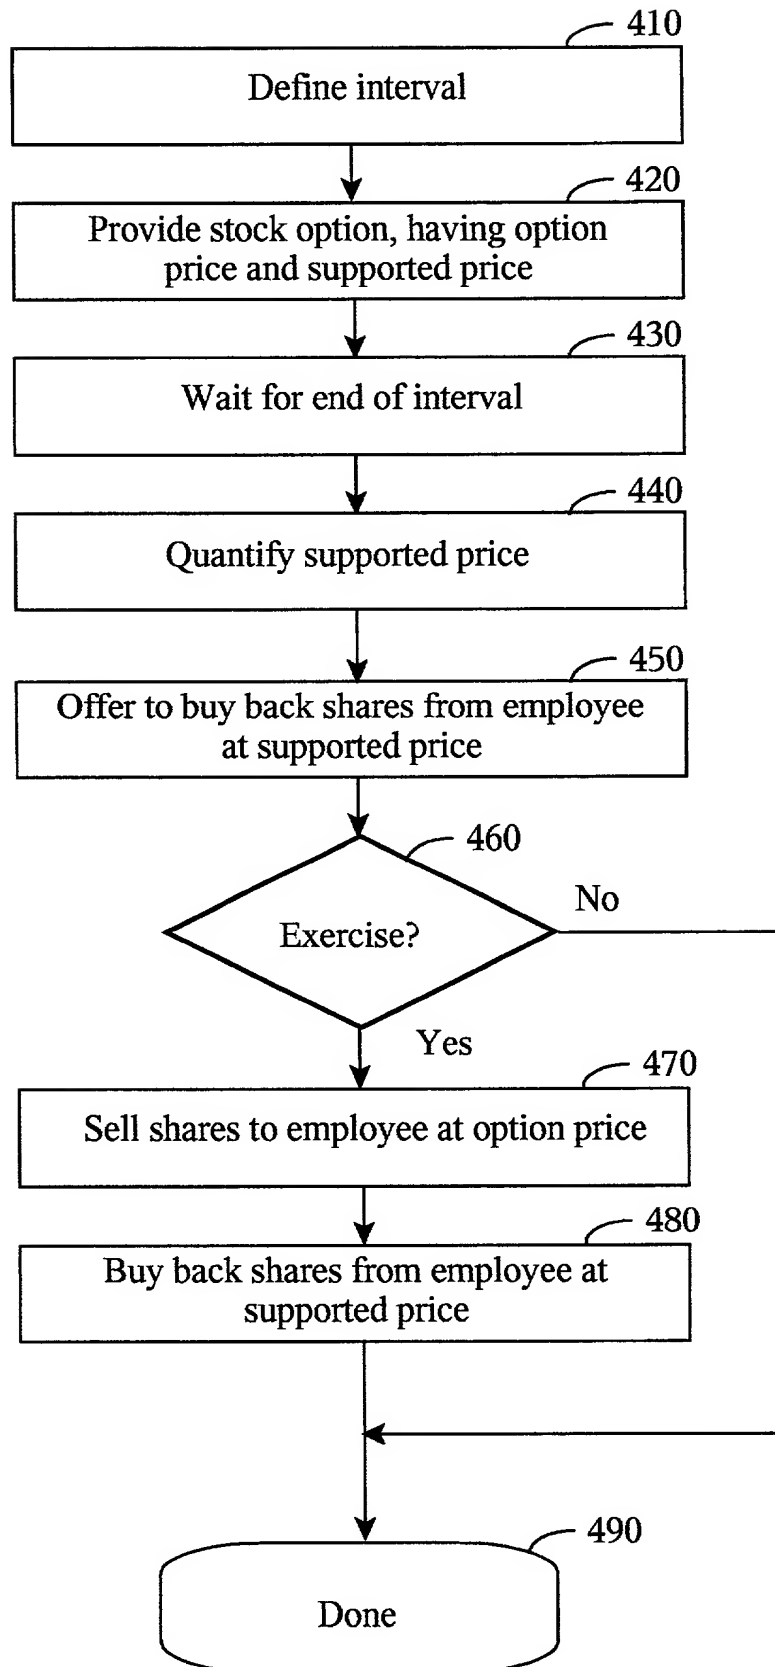 410
Define interval
420
Provide stock option, having option
price and supported price
430
Wait for end of interval
440
Quantify supported price
450
Offer to buy back shares from employee
at supported price
460
Exercise?
No
Yes
470
Sell shares to employee at option price
480
Buy back shares from employee at
supported price
490
Done